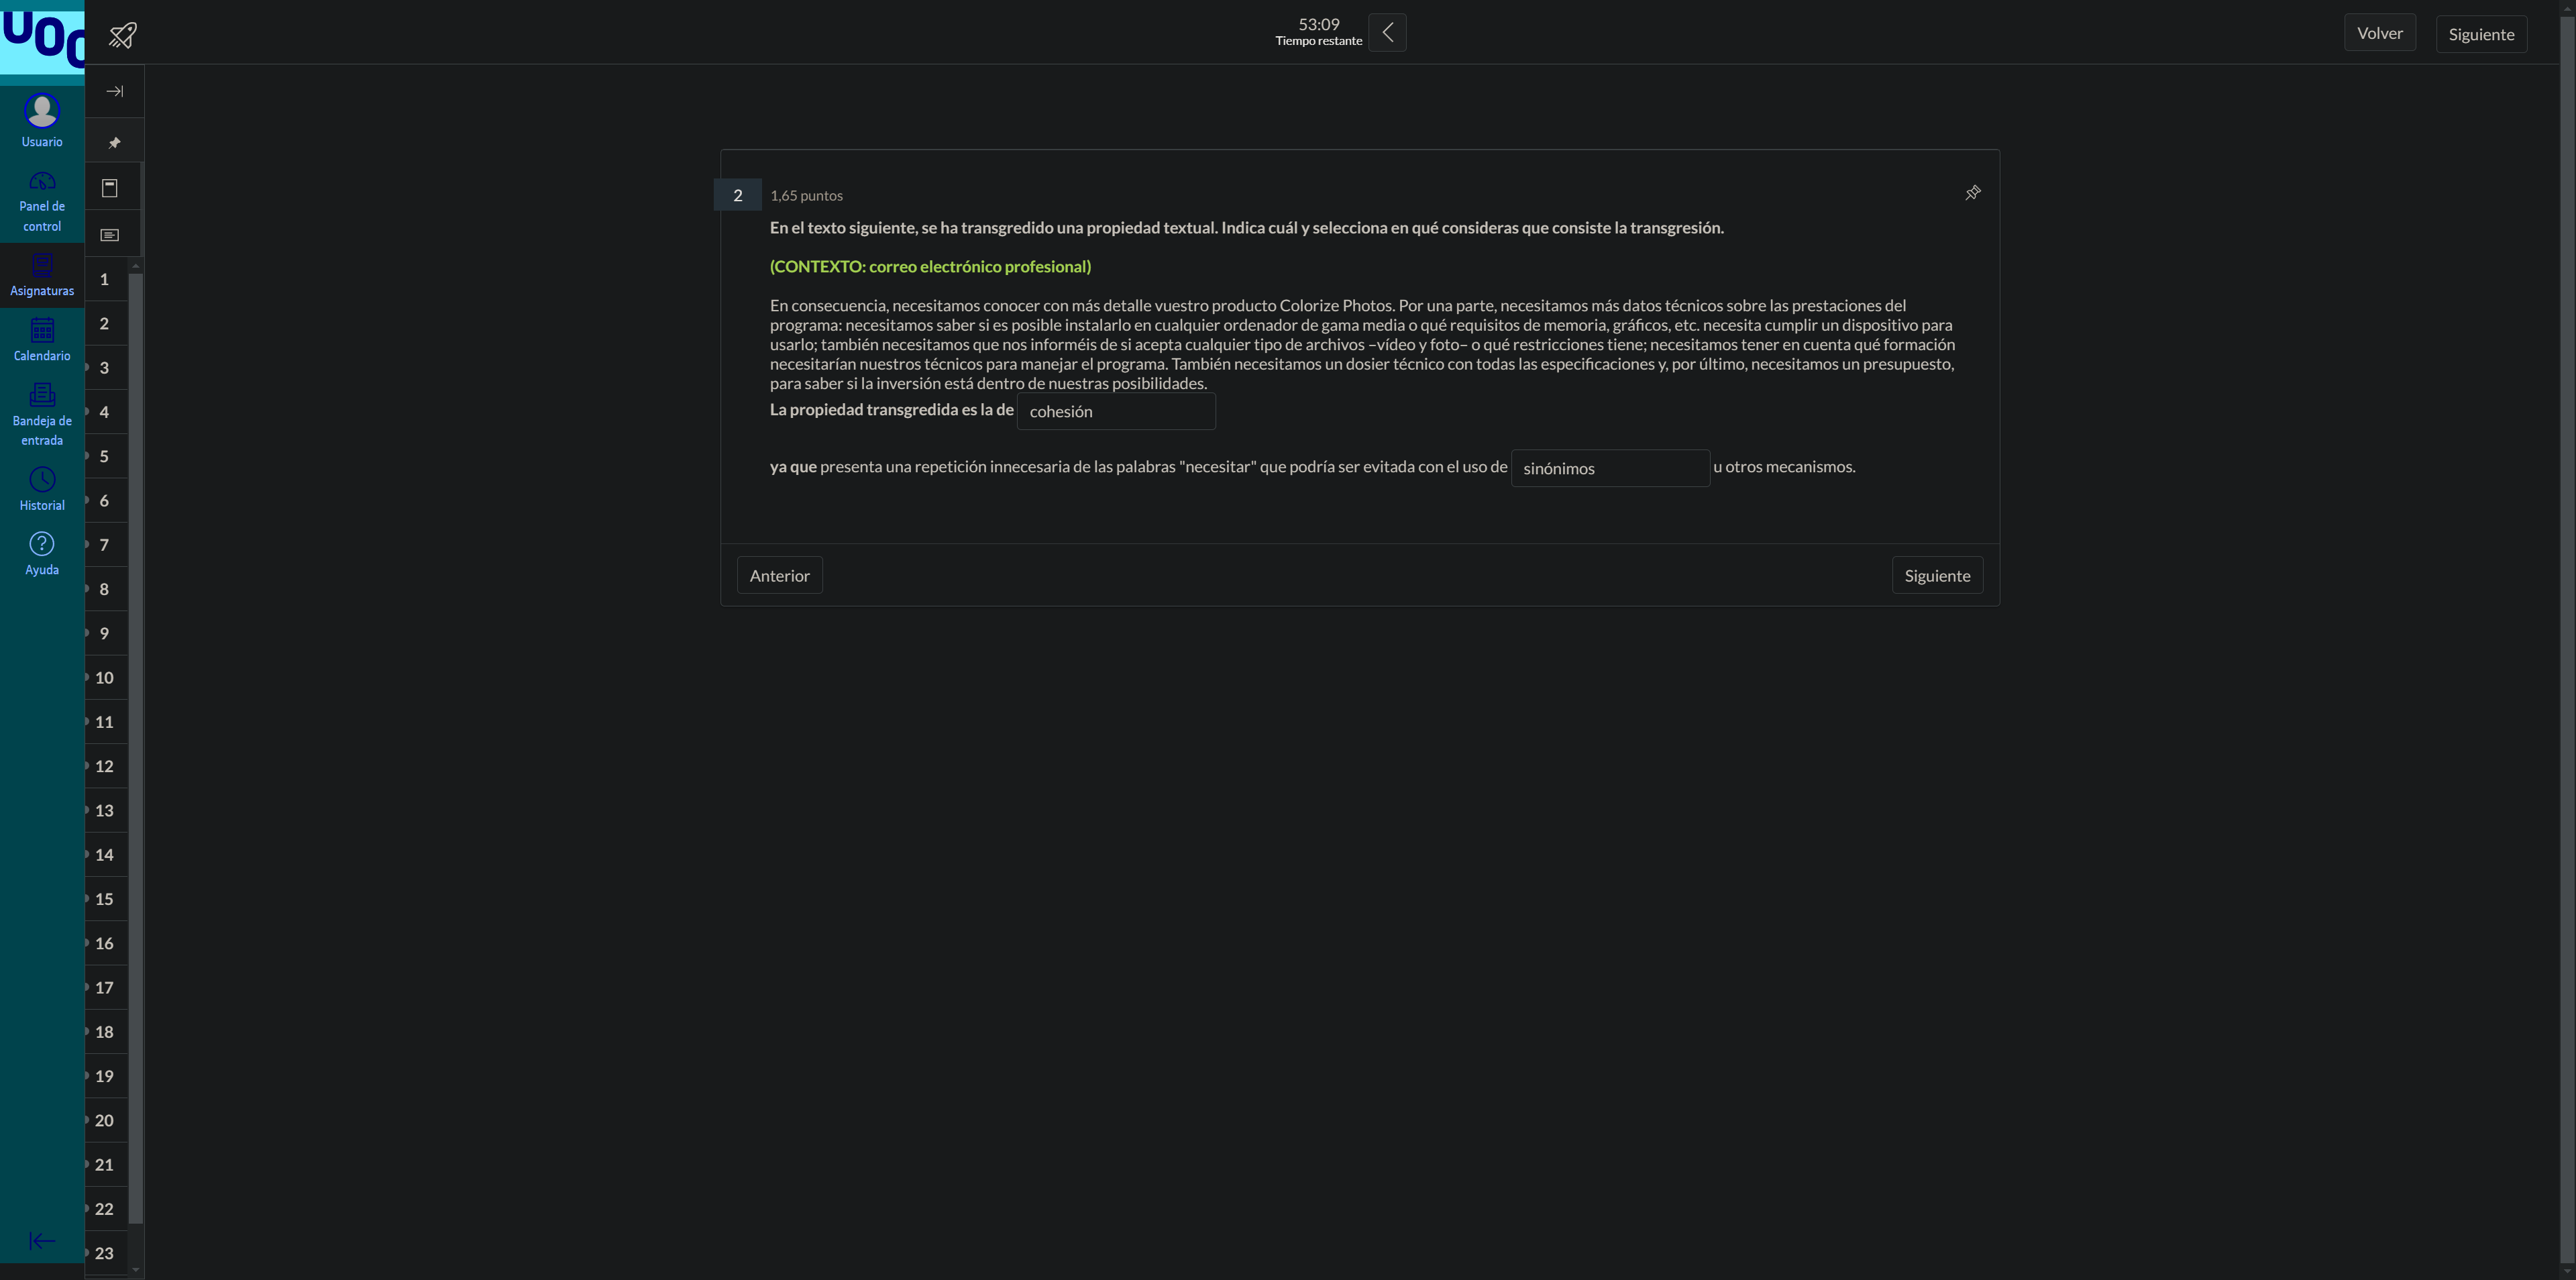 UOC
53:09
Tiempo restante
Volver
Siguiente
Usuario
Panel de
control
Asignaturas
Calendario
Bandeja de
entrada
Historial
Ayuda
1
2
3
4
5
6
7
8
9
10
11
12
13
14
15
16
17
18
19
20
21
22
23
2
1,65 puntos
En el texto siguiente, se ha transgredido una propiedad textual. Indica cuál y selecciona en qué consideras que consiste la transgresión.
(CONTEXTO: correo electrónico profesional)
En consecuencia, necesitamos conocer con más detalle vuestro producto Colorize Photos. Por una parte, necesitamos más datos técnicos sobre las prestaciones del
programa: necesitamos saber si es posible instalarlo en cualquier ordenador de gama media o qué requisitos de memoria, gráficos, etc. necesita cumplir un dispositivo para
usarlo; también necesitamos que nos informéis de si acepta cualquier tipo de archivos –vídeo y foto– o qué restricciones tiene; necesitamos tener en cuenta qué formación
necesitarían nuestros técnicos para manejar el programa. También necesitamos un dosier técnico con todas las especificaciones y, por último, necesitamos un presupuesto,
para saber si la inversión está dentro de nuestras posibilidades.
La propiedad transgredida es la de cohesión
ya que presenta una repetición innecesaria de las palabras "necesitar" que podría ser evitada con el uso de sinónimos u otros mecanismos.
Anterior
Siguiente